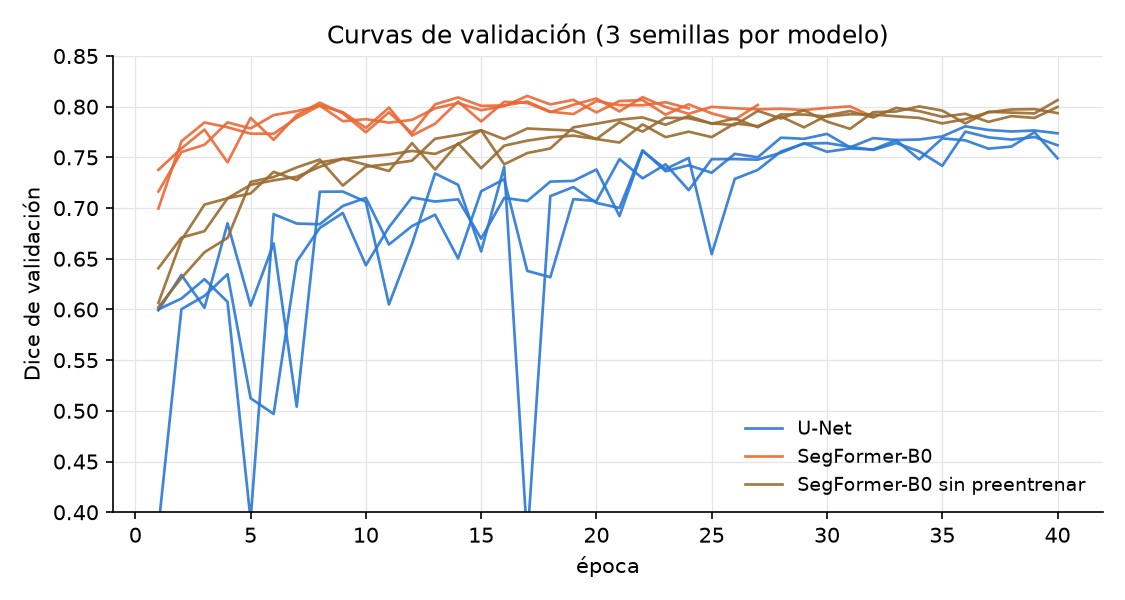 Curvas de validación (3 semillas por modelo)
Dice de validación
0.85
0.80
0.75
0.70
0.65
0.60
0.55
0.50
0.45
0.40
0 5 10 15 20 25 30 35 40
época
U-Net
SegFormer-B0
SegFormer-B0 sin preentrenar